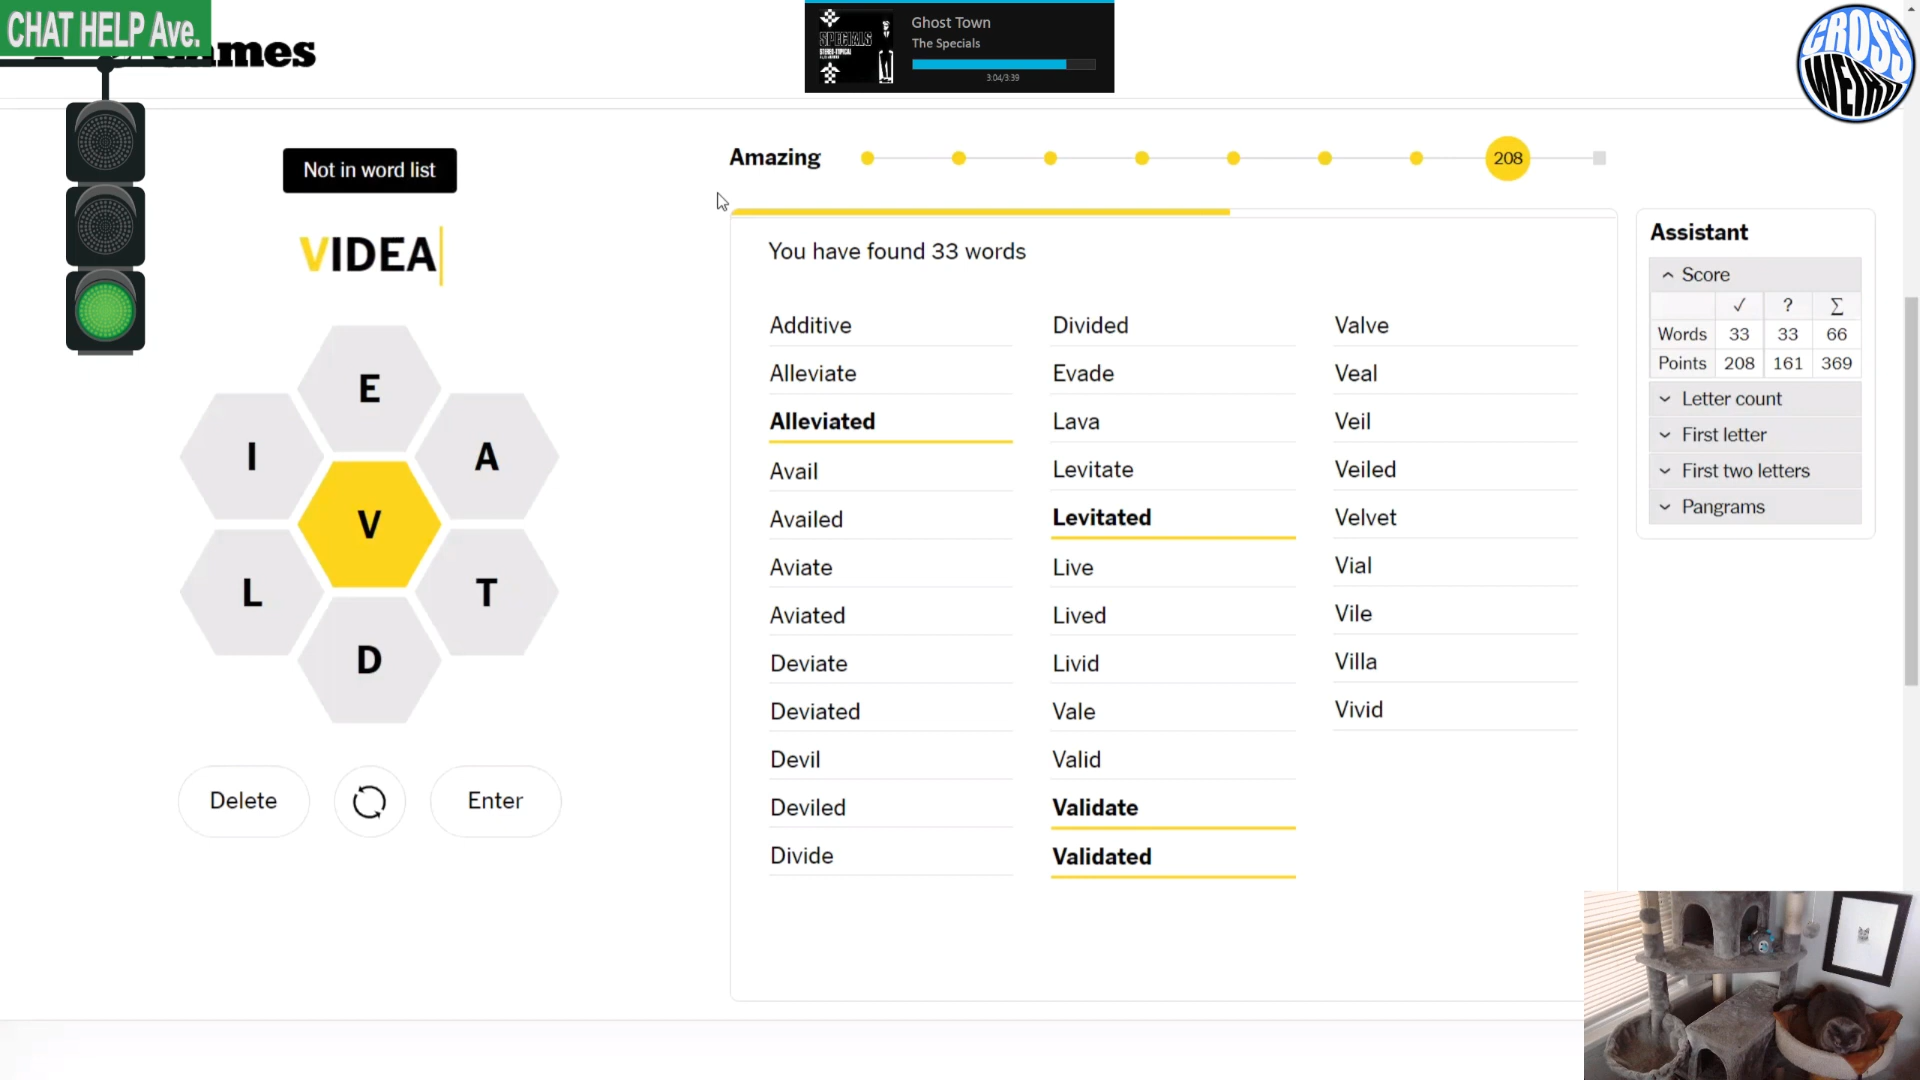 CHAT HELP Ave.
ames
SPECIALS
Ghost Town
The Specials
3:04/3:39
CROSS
WEIRD
Not in word list
VIDEA
E
I
A
V
L
T
D
Delete
Enter
Amazing
208
You have found 33 words
Additive
Alleviate
Alleviated
Avail
Availed
Aviate
Aviated
Deviate
Deviated
Devil
Deviled
Divide
Divided
Evade
Lava
Levitate
Levitated
Live
Lived
Livid
Vale
Valid
Validate
Validated
Valve
Veal
Veil
Veiled
Velvet
Vial
Vile
Villa
Vivid
Assistant
Score
✓ ? ∑
Words 33 33 66
Points 208 161 369
Letter count
First letter
First two letters
Pangrams